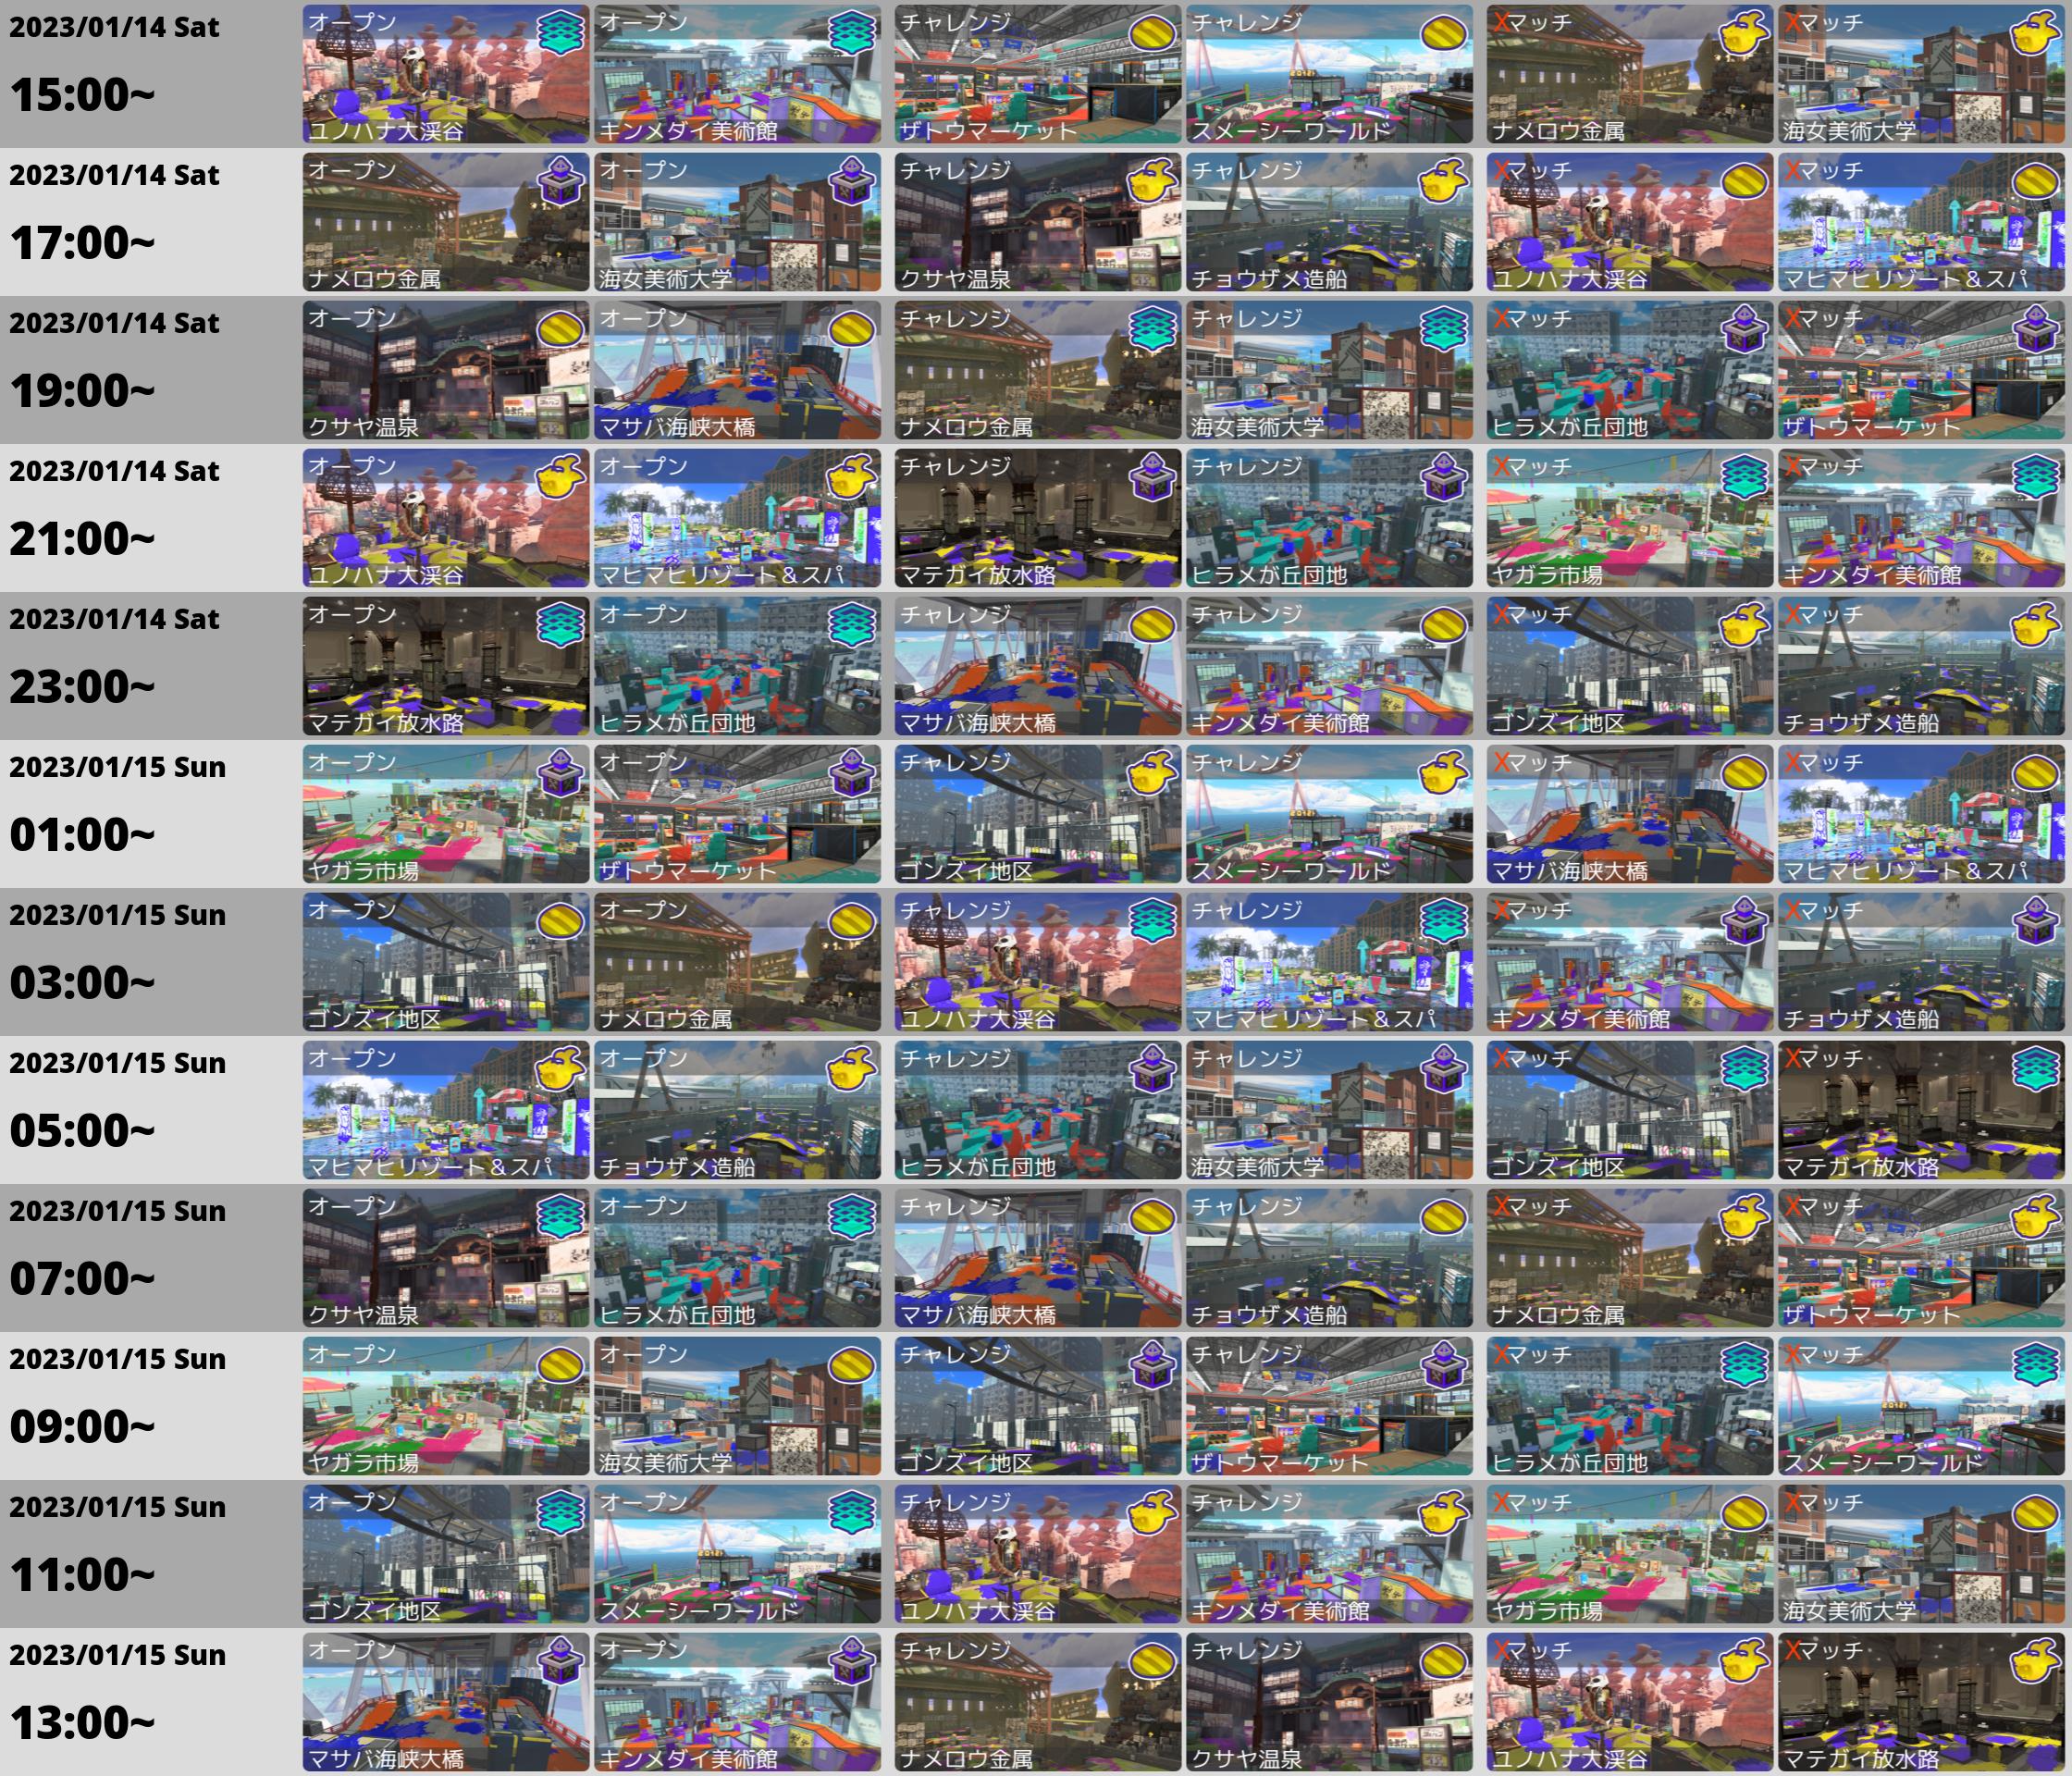 2023/01/14 Sat
15:00~
オープン オープン チャレンジ チャレンジ Xマッチ Xマッチ
ユノハナ大渓谷 キンメダイ美術館 ザトウマーケット スメーシーワールド ナメロウ金属 海女美術大学
2023/01/14 Sat
17:00~
オープン オープン チャレンジ チャレンジ Xマッチ Xマッチ
ナメロウ金属 海女美術大学 クサヤ温泉 チョウザメ造船 ユノハナ大渓谷 マヒマヒリゾート＆スパ
2023/01/14 Sat
19:00~
オープン オープン チャレンジ チャレンジ Xマッチ Xマッチ
クサヤ温泉 マサバ海峡大橋 ナメロウ金属 海女美術大学 ヒラメが丘団地 ザトウマーケット
2023/01/14 Sat
21:00~
オープン オープン チャレンジ チャレンジ Xマッチ Xマッチ
ユノハナ大渓谷 マヒマヒリゾート＆スパ マテガイ放水路 ヒラメが丘団地 ヤガラ市場 キンメダイ美術館
2023/01/14 Sat
23:00~
オープン オープン チャレンジ チャレンジ Xマッチ Xマッチ
マテガイ放水路 ヒラメが丘団地 マサバ海峡大橋 キンメダイ美術館 ゴンズイ地区 チョウザメ造船
2023/01/15 Sun
01:00~
オープン オープン チャレンジ チャレンジ Xマッチ Xマッチ
ヤガラ市場 ザトウマーケット ゴンズイ地区 スメーシーワールド マサバ海峡大橋 マヒマヒリゾート＆スパ
2023/01/15 Sun
03:00~
オープン オープン チャレンジ チャレンジ Xマッチ Xマッチ
ゴンズイ地区 ナメロウ金属 ユノハナ大渓谷 マヒマヒリゾート＆スパ キンメダイ美術館 チョウザメ造船
2023/01/15 Sun
05:00~
オープン オープン チャレンジ チャレンジ Xマッチ Xマッチ
マヒマヒリゾート＆スパ チョウザメ造船 ヒラメが丘団地 海女美術大学 ゴンズイ地区 マテガイ放水路
2023/01/15 Sun
07:00~
オープン オープン チャレンジ チャレンジ Xマッチ Xマッチ
クサヤ温泉 ヒラメが丘団地 マサバ海峡大橋 チョウザメ造船 ナメロウ金属 ザトウマーケット
2023/01/15 Sun
09:00~
オープン オープン チャレンジ チャレンジ Xマッチ Xマッチ
ヤガラ市場 海女美術大学 ゴンズイ地区 ザトウマーケット ヒラメが丘団地 スメーシーワールド
2023/01/15 Sun
11:00~
オープン オープン チャレンジ チャレンジ Xマッチ Xマッチ
ゴンズイ地区 スメーシーワールド ユノハナ大渓谷 キンメダイ美術館 ヤガラ市場 海女美術大学
2023/01/15 Sun
13:00~
オープン オープン チャレンジ チャレンジ Xマッチ Xマッチ
マサバ海峡大橋 キンメダイ美術館 ナメロウ金属 クサヤ温泉 ユノハナ大渓谷 マテガイ放水路